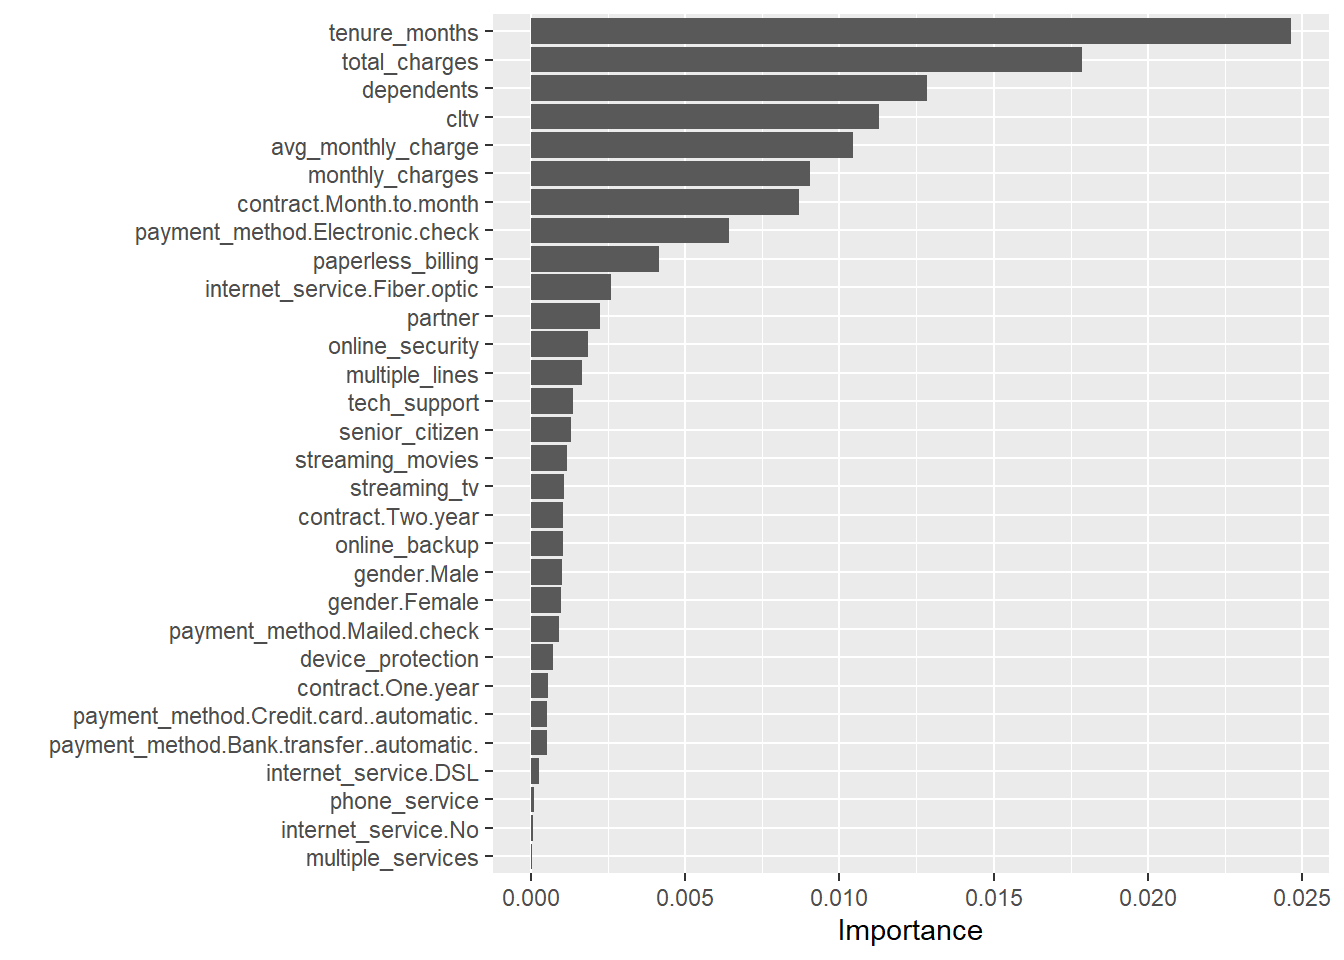 tenure_months
total_charges
dependents
cltv
avg_monthly_charge
monthly_charges
contract.Month.to.month
payment_method.Electronic.check
paperless_billing
internet_service.Fiber.optic
partner
online_security
multiple_lines
tech_support
senior_citizen
streaming_movies
streaming_tv
contract.Two.year
online_backup
gender.Male
gender.Female
payment_method.Mailed.check
device_protection
contract.One.year
payment_method.Credit.card..automatic.
payment_method.Bank.transfer..automatic.
internet_service.DSL
phone_service
internet_service.No
multiple_services
0.000 0.005 0.010 0.015 0.020 0.025
Importance